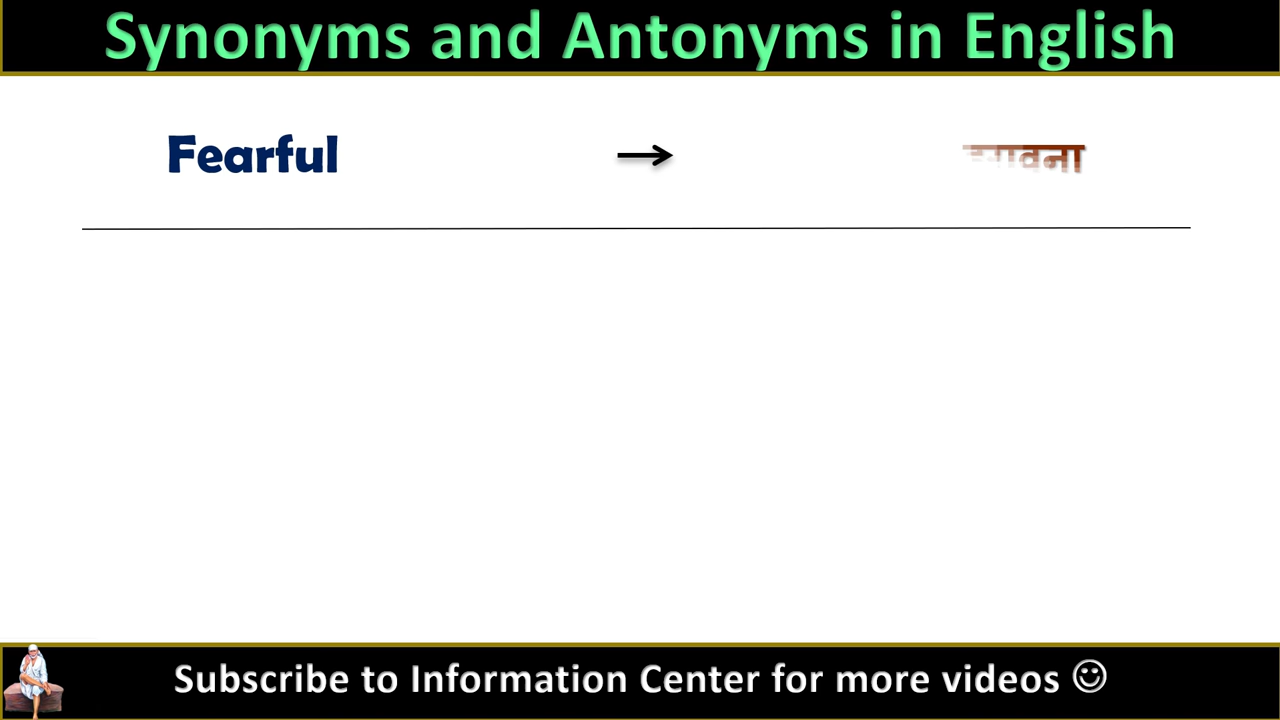 Synonyms and Antonyms in English
Fearful →
Subscribe to Information Center for more videos ☺